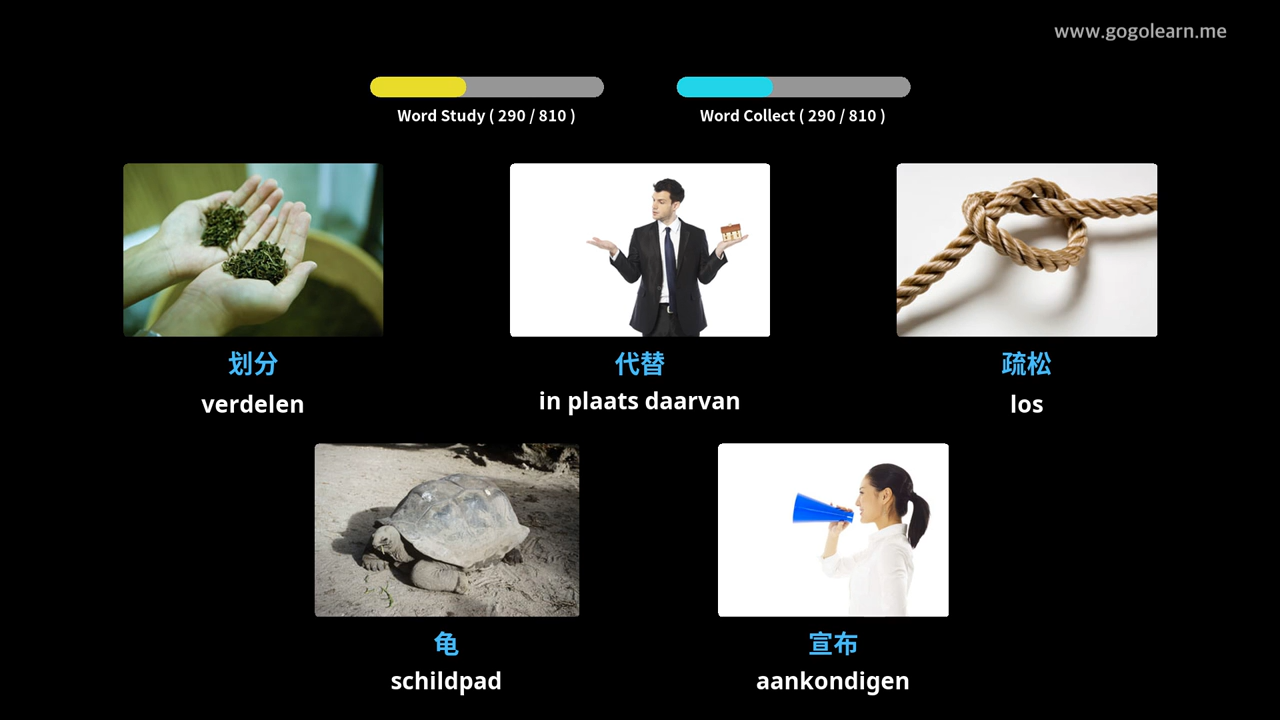 www.gogolearn.me
Word Study ( 290 / 810 )
Word Collect ( 290 / 810 )
划分
verdelen
代替
in plaats daarvan
疏松
los
龟
schildpad
宣布
aankondigen